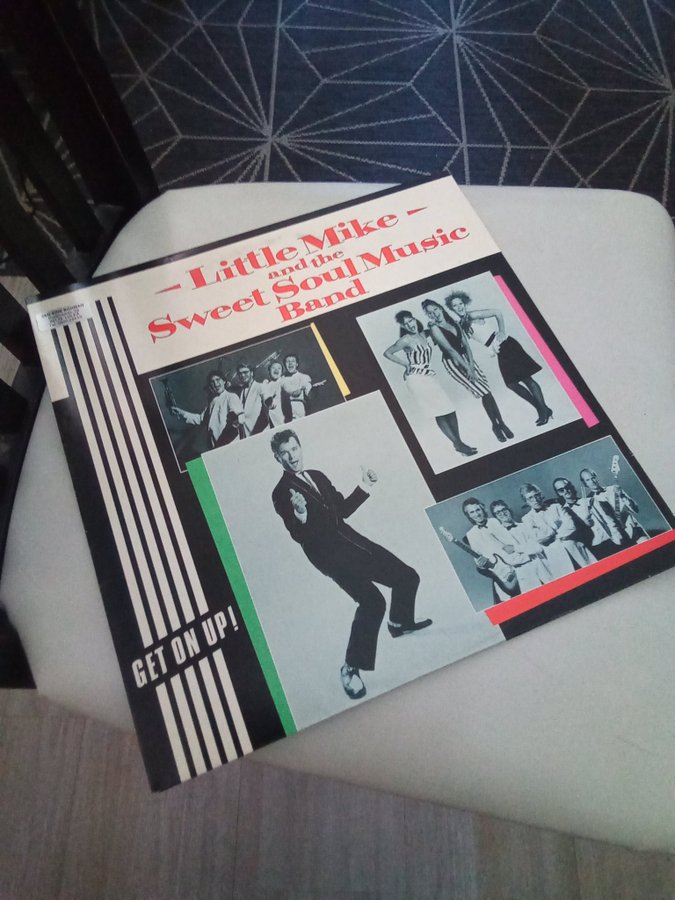 Little Mike
and the
Sweet Soul Music
Band
GET ON UP!